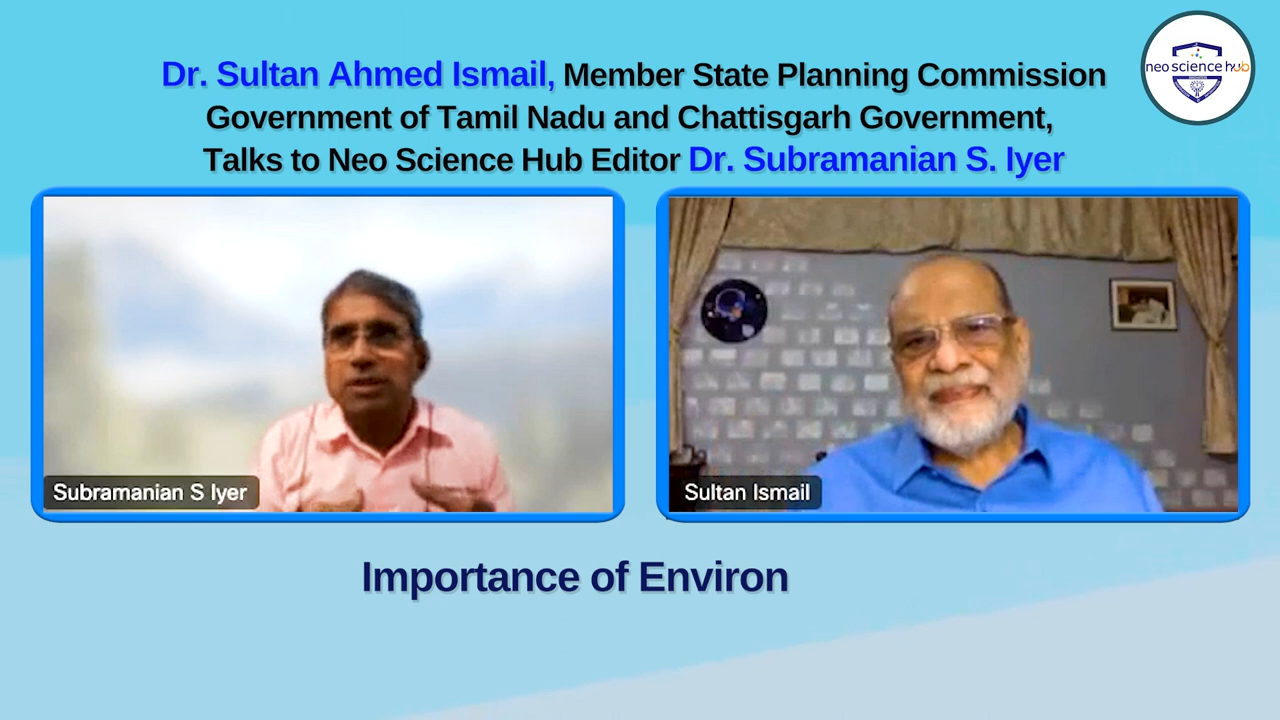 Dr. Sultan Ahmed Ismail, Member State Planning Commission
Government of Tamil Nadu and Chattisgarh Government,
Talks to Neo Science Hub Editor Dr. Subramanian S. Iyer
neo science hub
Subramanian S Iyer
Sultan Ismail
Importance of Environ